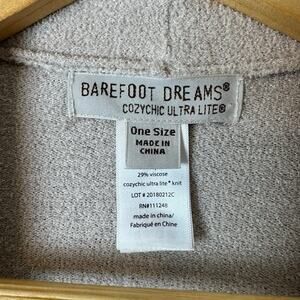 BAREFOOT DREAMS®
COZYCHIC ULTRA LITE®
One Size
MADE IN
CHINA
29% viscose
cozychic ultra lite® knit
LOT # 20180212C
RN#111248
made in china/
Fabriqué en Chine